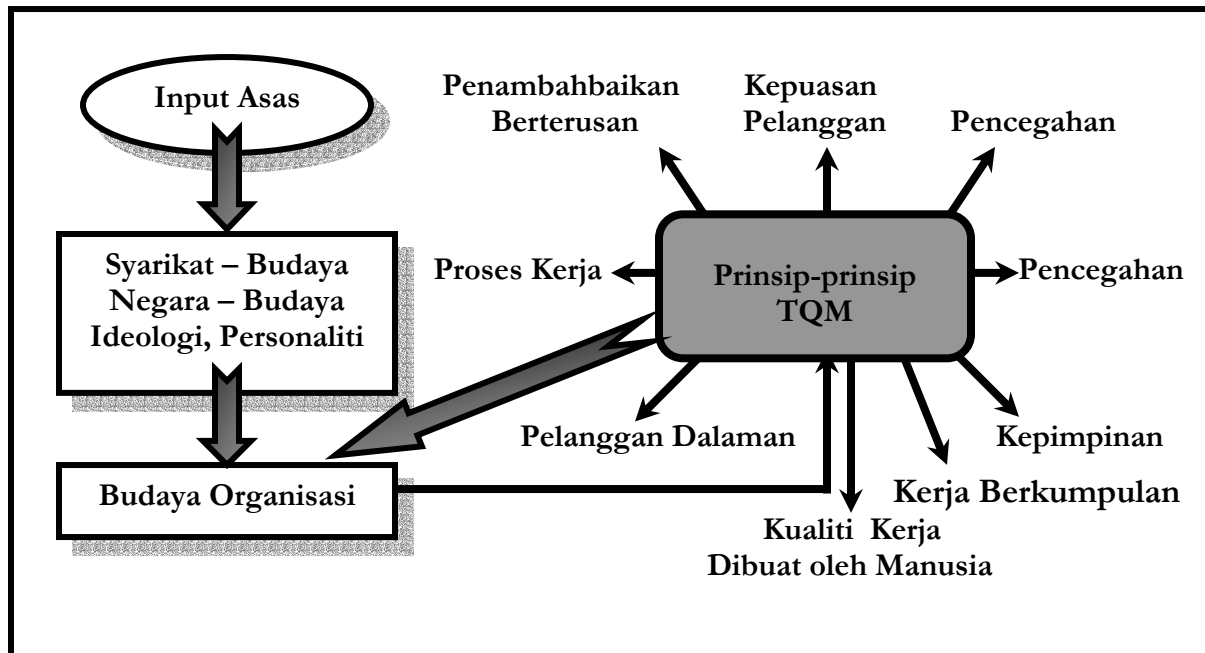 Input Asas
Syarikat – Budaya
Negara – Budaya
Ideologi, Personaliti
Budaya Organisasi
Penambahbaikan
Berterusan
Kepuasan
Pelanggan
Pencegahan
Proses Kerja
Prinsip-prinsip
TQM
Pencegahan
Pelanggan Dalaman
Kepimpinan
Kerja Berkumpulan
Kualiti Kerja
Dibuat oleh Manusia